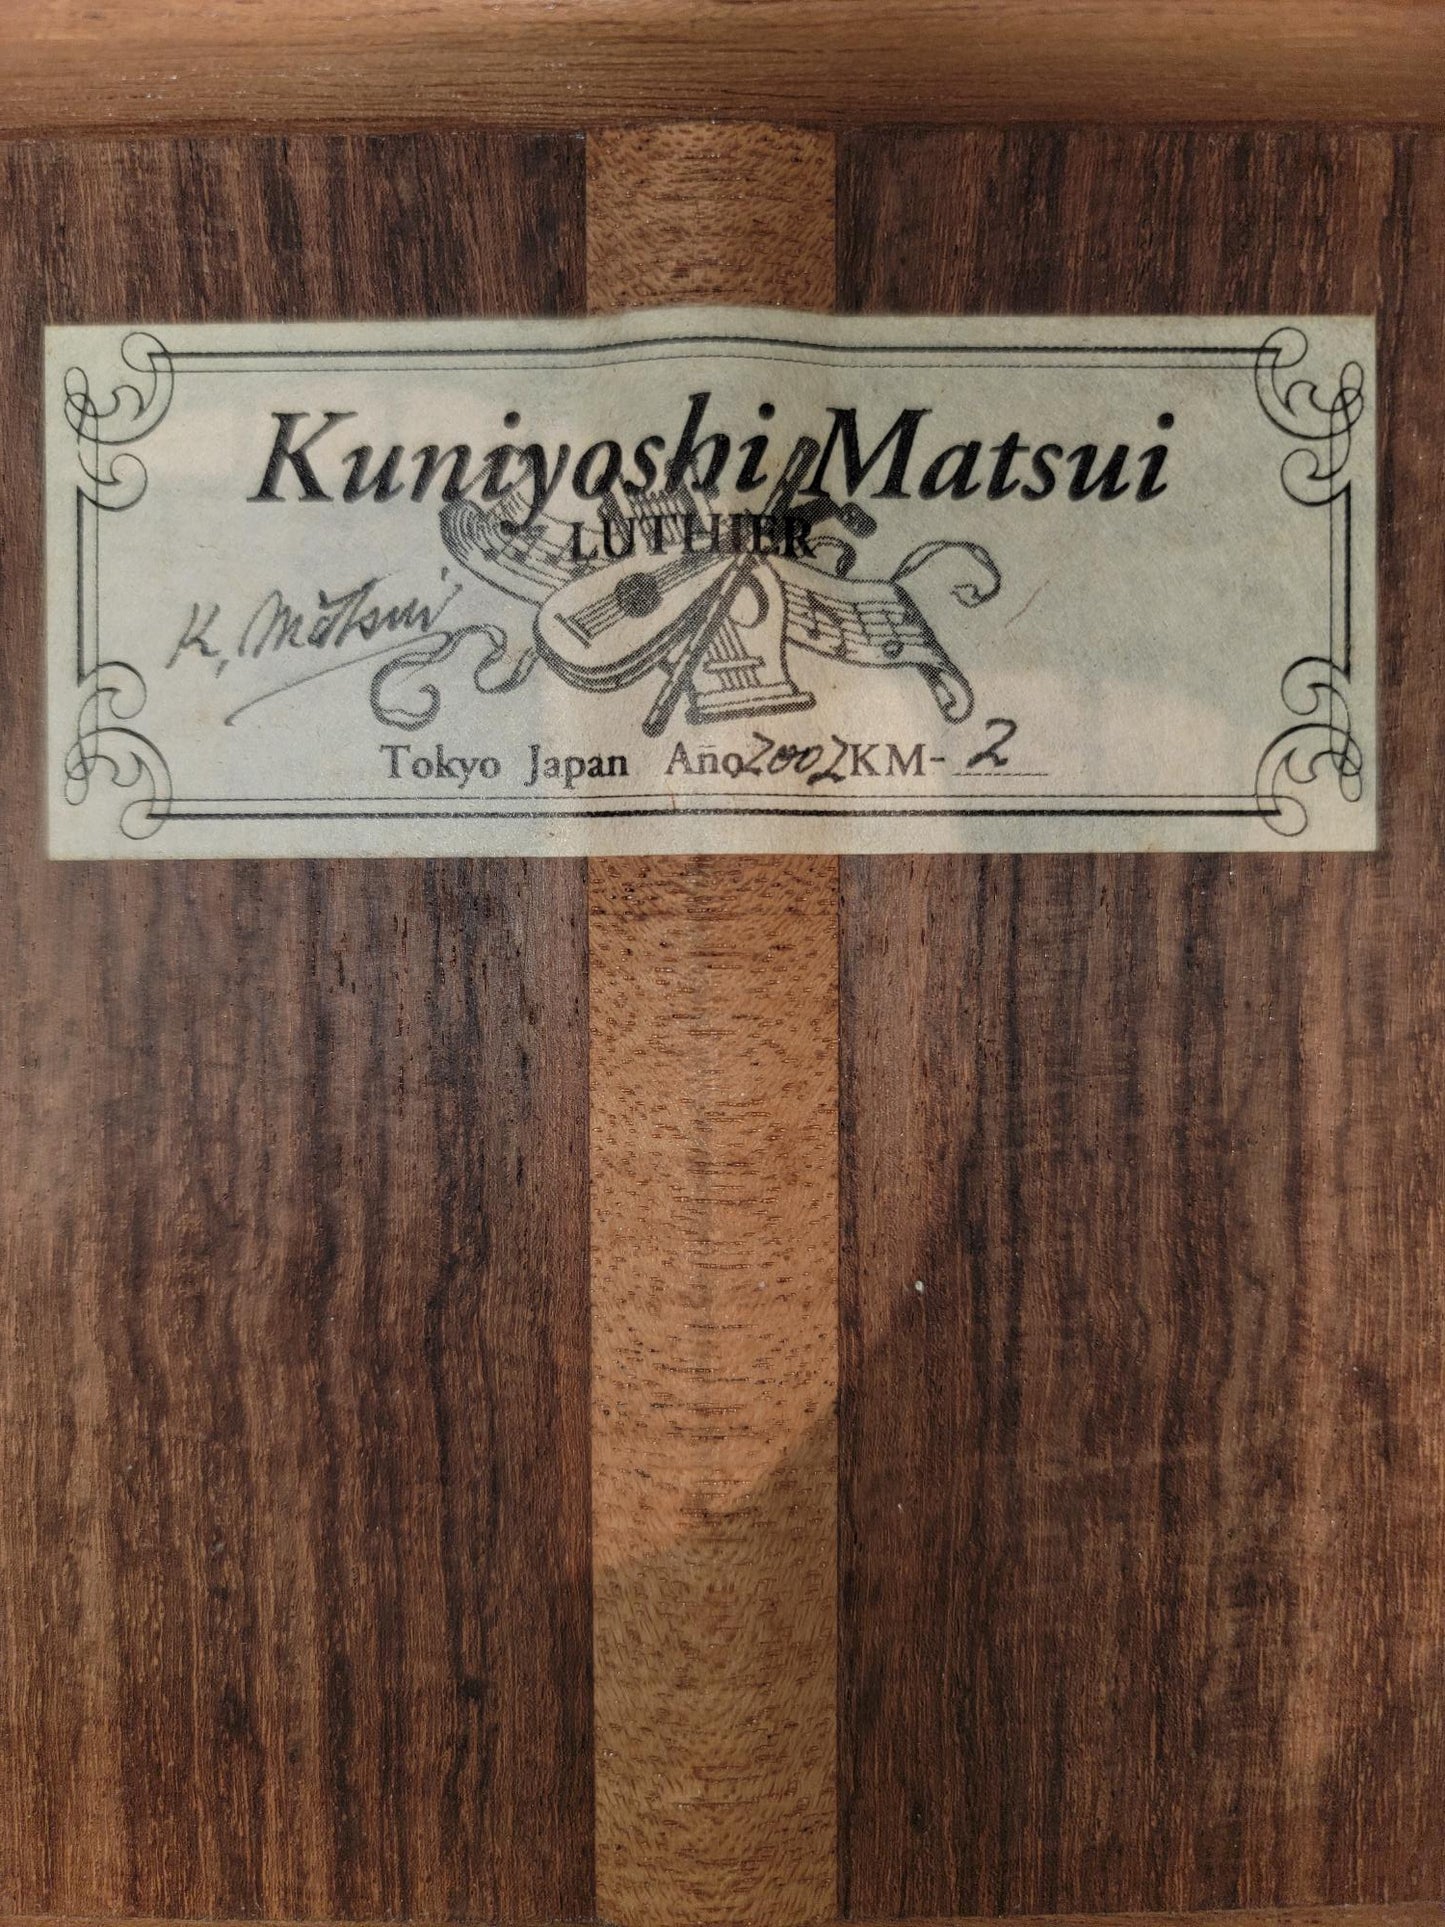 Kuniyoshi Matsui
LUTHIER
K. Matsui
Tokyo Japan Año 2002 KM- 2